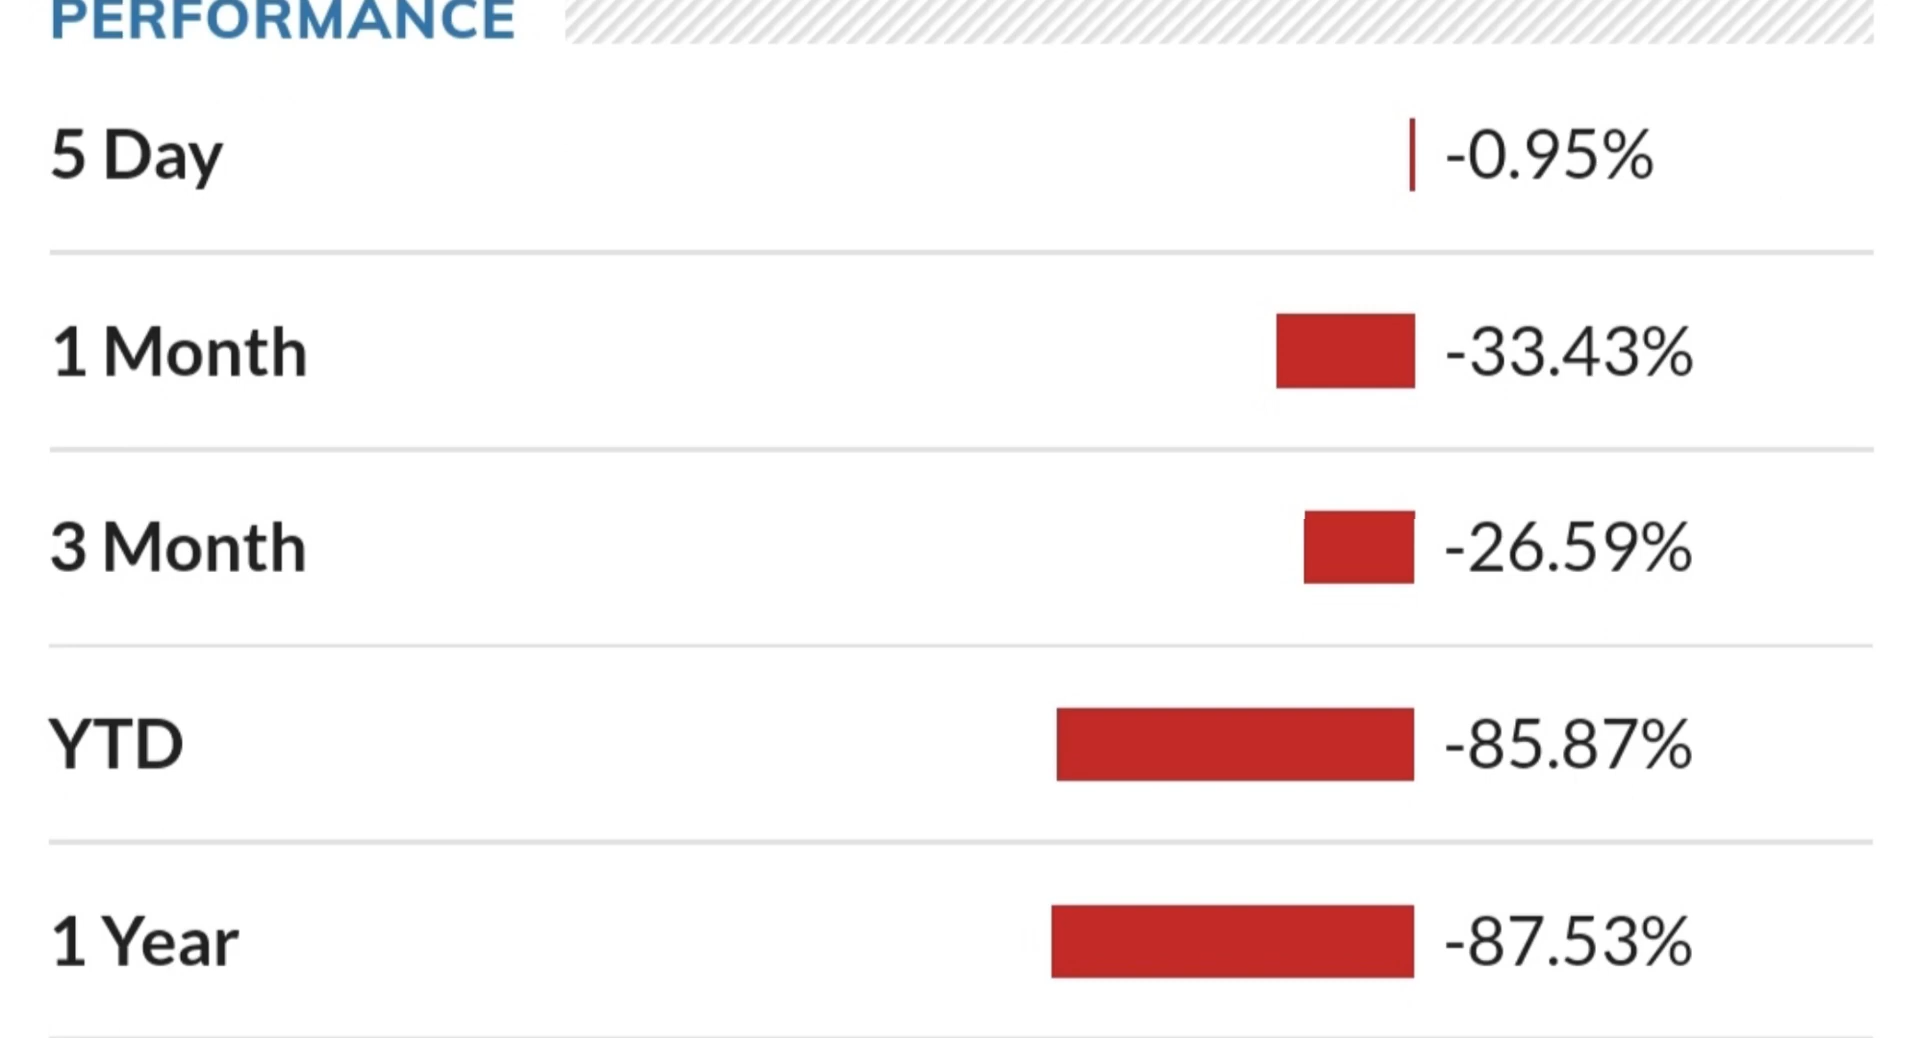 PERFORMANCE
5 Day -0.95%
1 Month -33.43%
3 Month -26.59%
YTD -85.87%
1 Year -87.53%